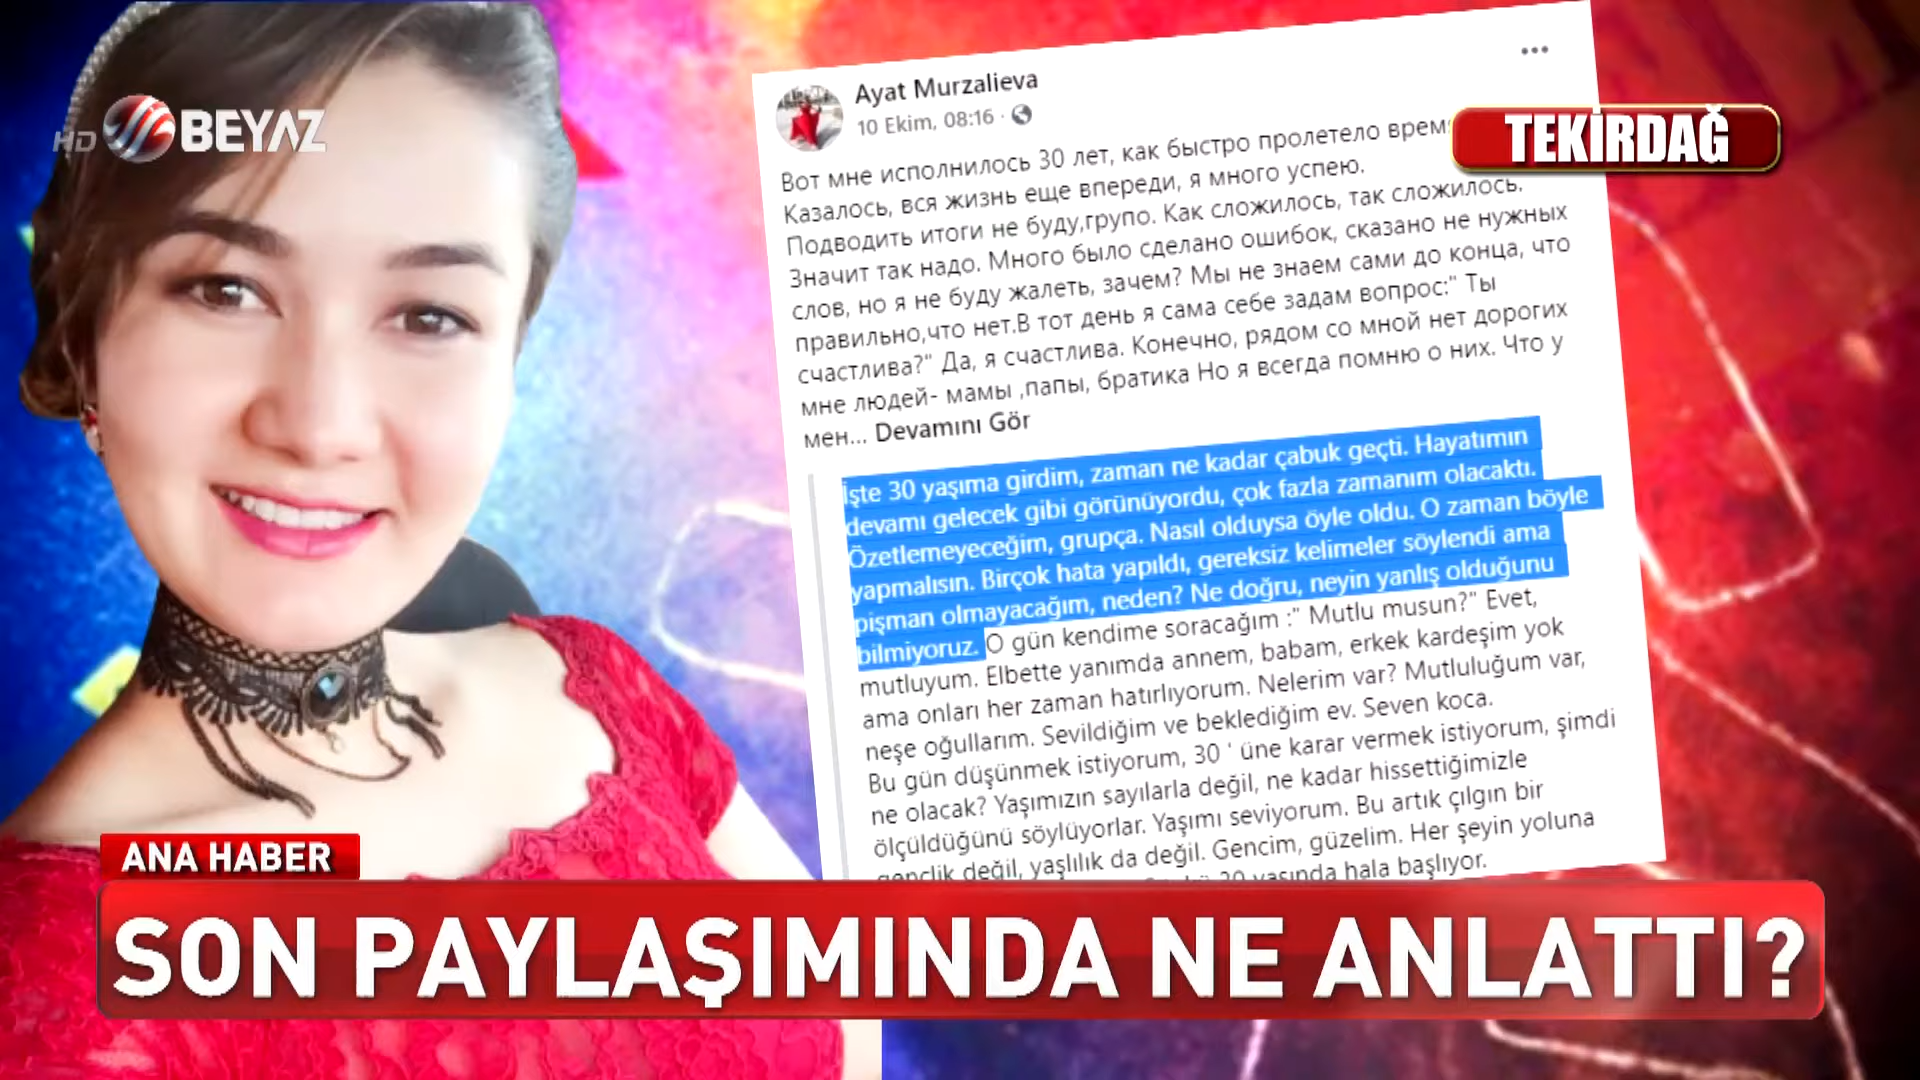 HD BEYAZ
TEKİRDAĞ
Ayat Murzalieva
10 Ekim, 08:16 ·
Вот мне исполнилось 30 лет, как быстро пролетело
Казалось, вся жизнь еще впереди, я много успею.
Подводить итоги не буду,групо. Как сложилось, так сложилось.
Значит так надо. Много было сделано ошибок, сказано не нужных
слов, но я не буду жалеть, зачем? Мы не знаем сами до конца, что
правильно,что нет.В тот день я сама себе задам вопрос:" Ты
счастлива?" Да, я счастлива. Конечно, рядом со мной нет дорогих
мне людей- мамы ,папы, братика Но я всегда помню о них. Что у
мен... Devamını Gör
İşte 30 yaşıma girdim, zaman ne kadar çabuk geçti. Hayatımın
devamı gelecek gibi görünüyordu, çok fazla zamanım olacaktı.
Özetlemeyeceğim, grupça. Nasıl olduysa öyle oldu. O zaman böyle
yapmalısın. Birçok hata yapıldı, gereksiz kelimeler söylendi ama
pişman olmayacağım, neden? Ne doğru, neyin yanlış olduğunu
bilmiyoruz. O gün kendime soracağım :" Mutlu musun?" Evet,
mutluyum. Elbette yanımda annem, babam, erkek kardeşim yok
ama onları her zaman hatırlıyorum. Nelerim var? Mutluluğum var,
neşe oğullarım. Sevildiğim ve beklediğim ev. Seven koca.
Bu gün düşünmek istiyorum, 30 ' üne karar vermek istiyorum, şimdi
ne olacak? Yaşımızın sayılarla değil, ne kadar hissettiğimizle
ölçüldüğünü söylüyorlar. Yaşımı seviyorum. Bu artık çılgın bir
gençlik değil, yaşlılık da değil. Gencim, güzelim. Her şeyin yoluna
30 yaşında hala başlıyor.
ANA HABER
SON PAYLAŞIMINDA NE ANLATTI?